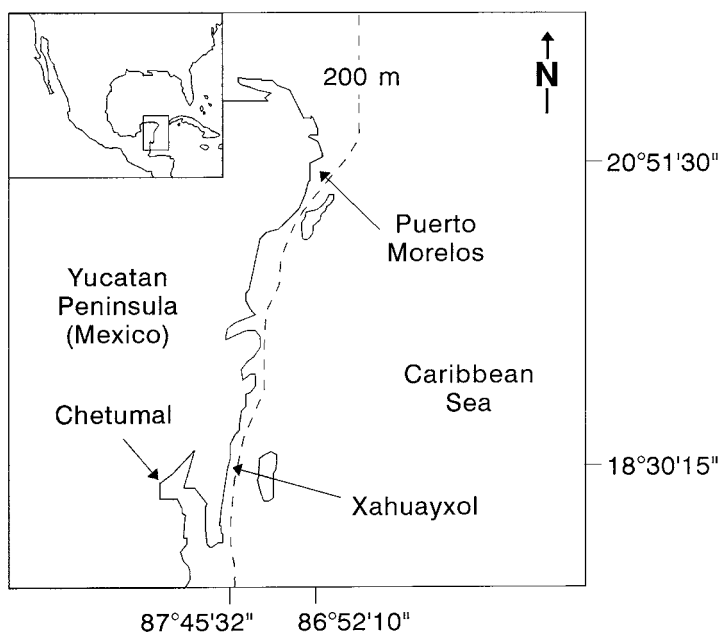 200 m
N
20°51'30"
Puerto
Morelos
Yucatan
Peninsula
(Mexico)
Caribbean
Sea
Chetumal
18°30'15"
Xahuayxol
87°45'32"
86°52'10"